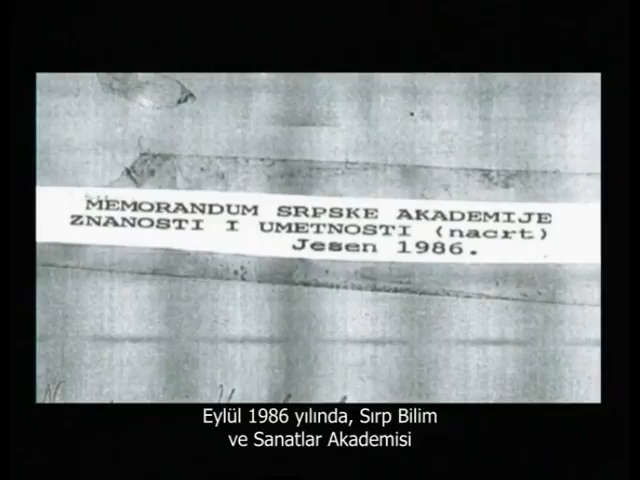 MEMORANDUM SRPSKE AKADEMIJE
ZNANOSTI I UMETNOSTI (nacrt)
Jesen 1986.
Eylül 1986 yılında, Sırp Bilim
ve Sanatlar Akademisi